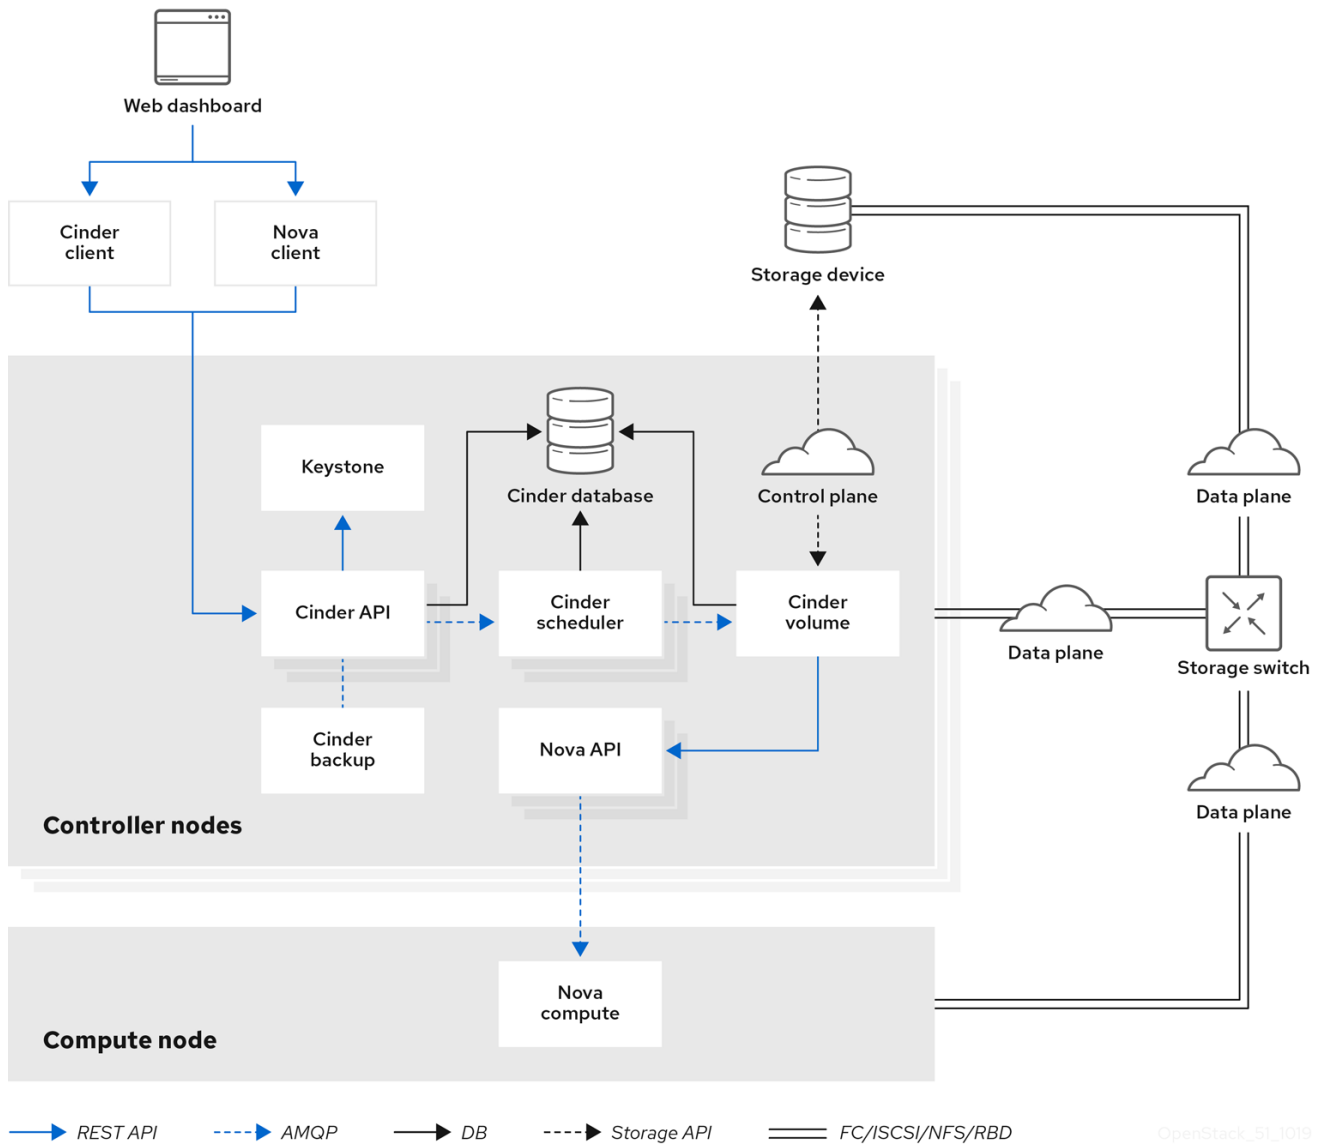 Web dashboard
Cinder
client
Nova
client
Storage device
Keystone
Cinder database
Control plane
Data plane
Cinder API
Cinder
scheduler
Cinder
volume
Data plane
Storage switch
Cinder
backup
Nova API
Data plane
Controller nodes
Nova
compute
Compute node
REST API
AMQP
DB
Storage API
FC/ISCSI/NFS/RBD
OpenStack_51_1019